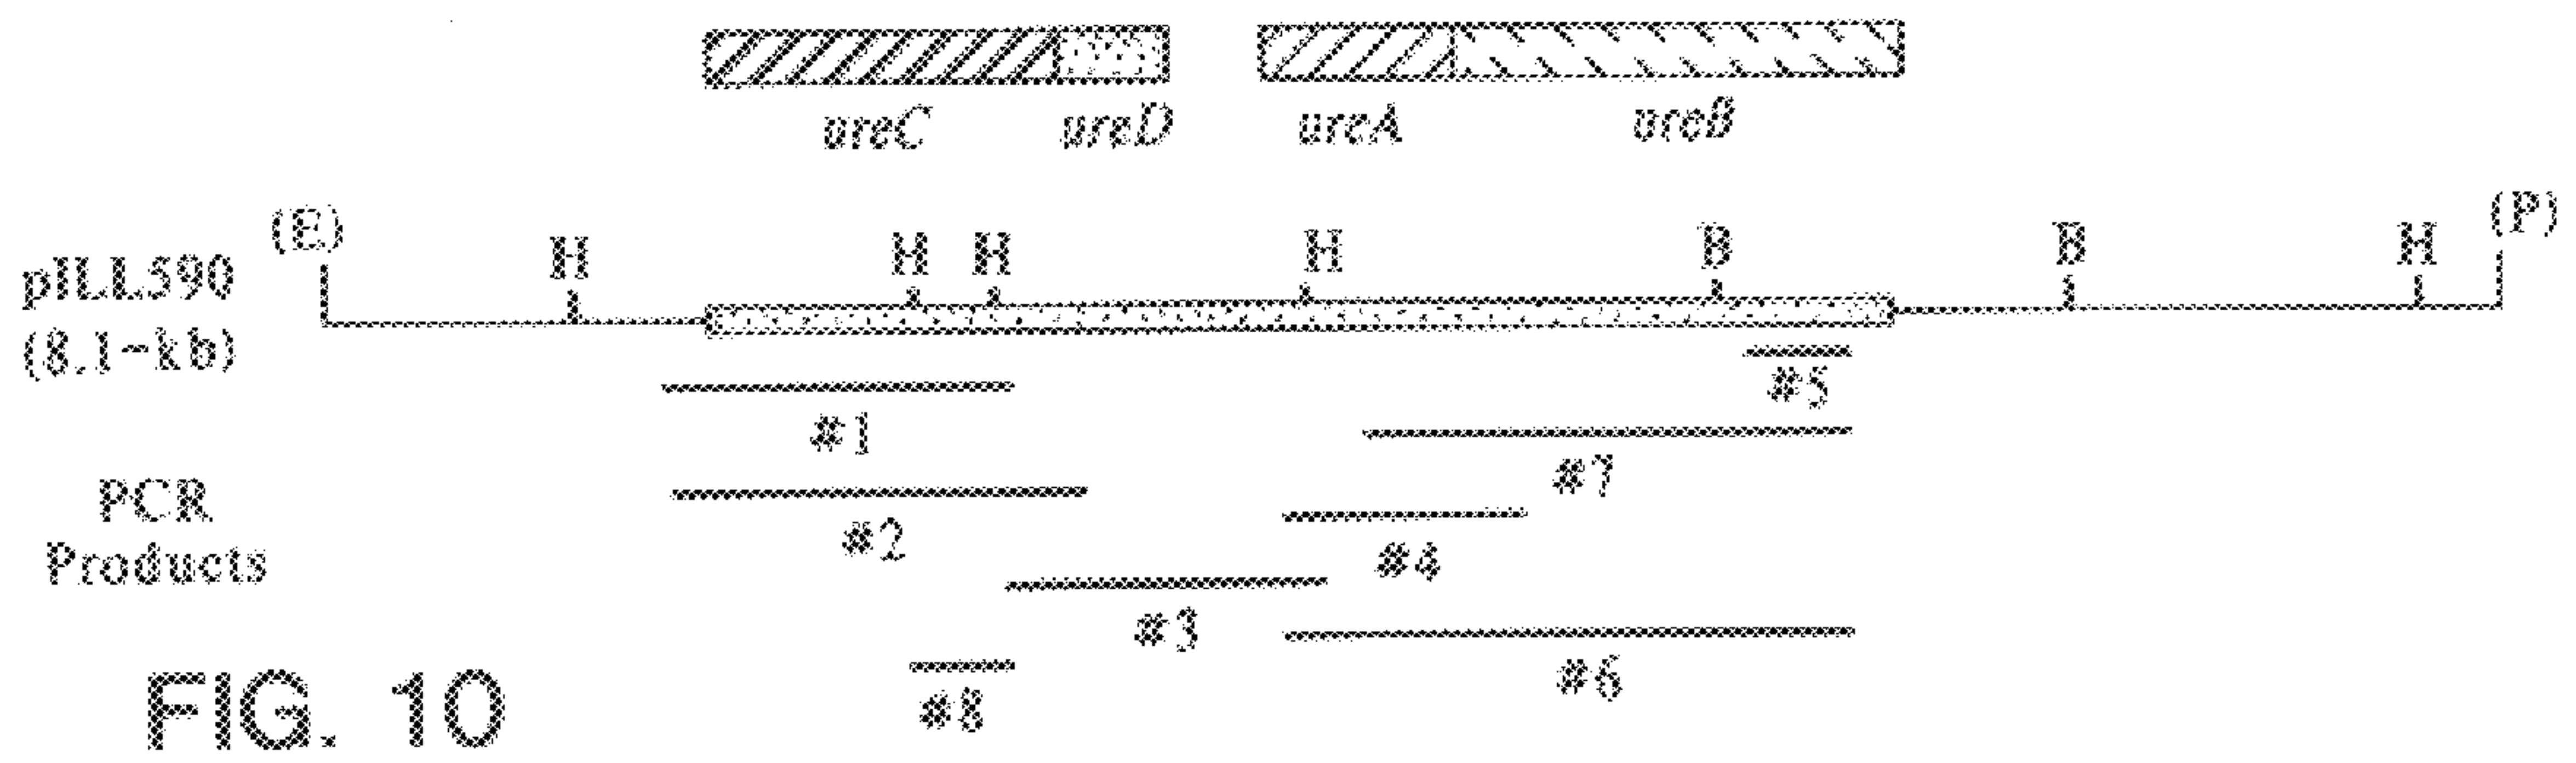 ureC ureD ureA ureB
(E) H H H H B B H (P)
pILL590
(8.1-kb)
#5
#1
#7
PCR
Products
#2
#4
#3
#6
#8
FIG. 10